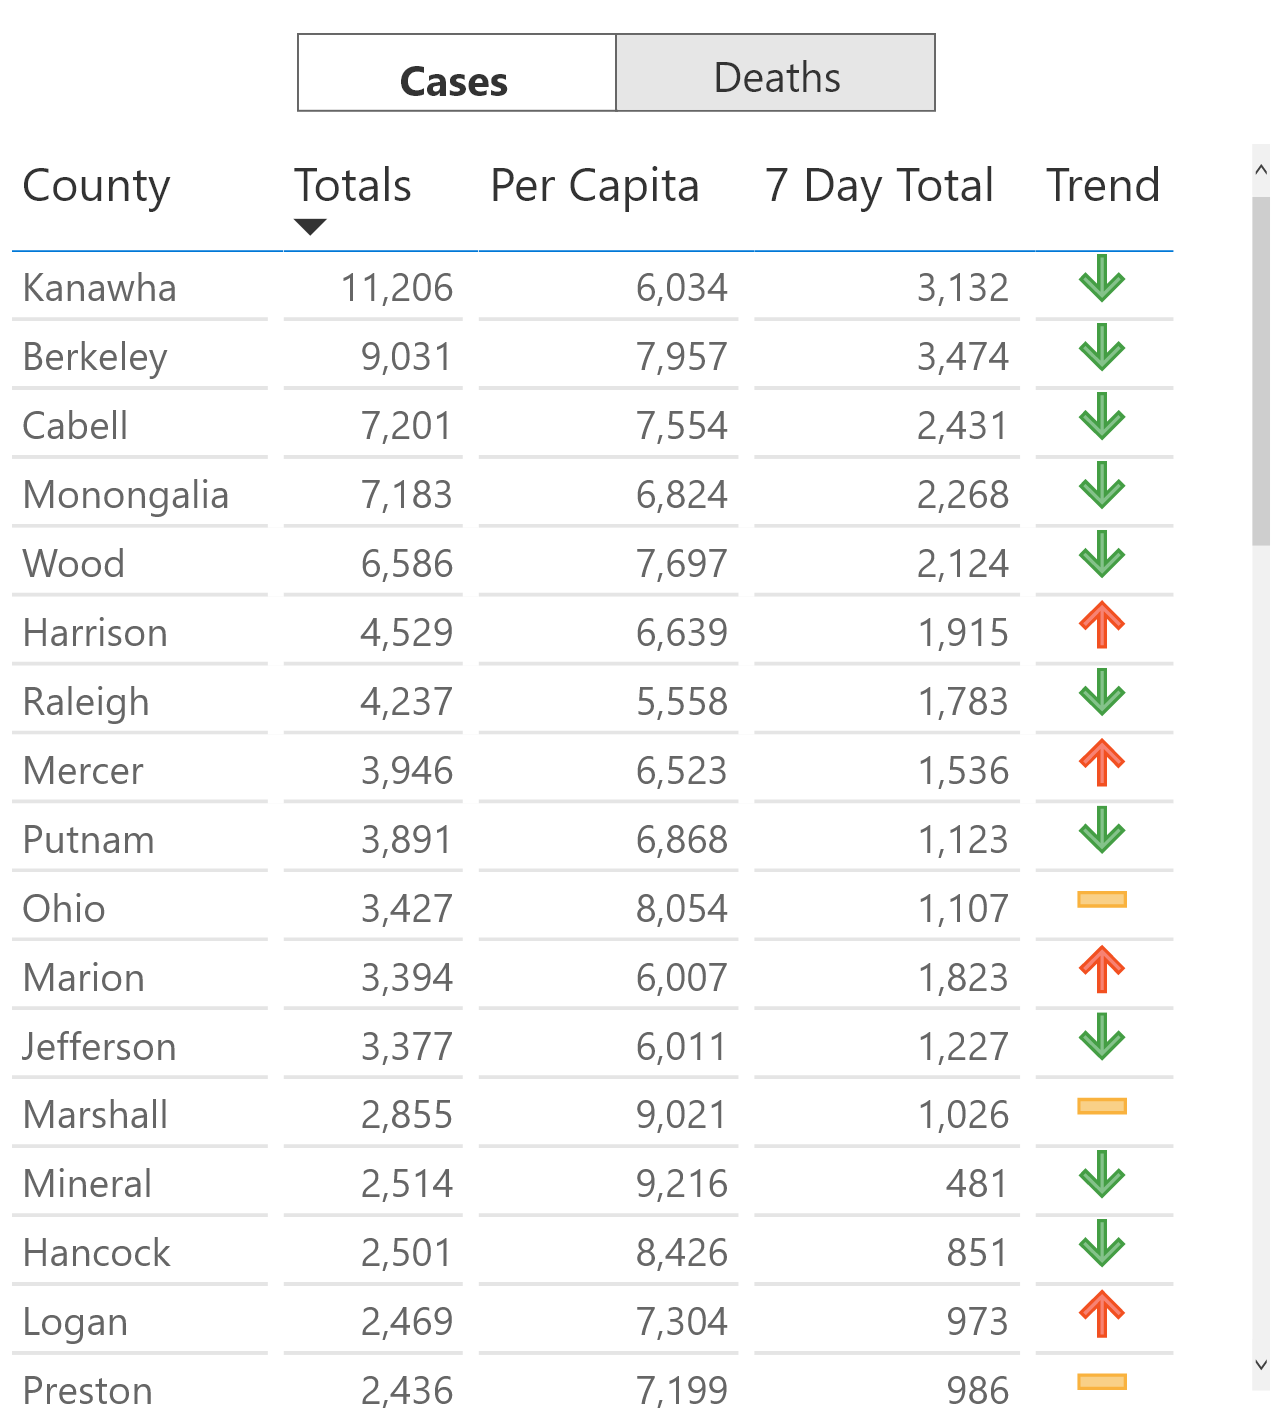 Cases Deaths
County Totals Per Capita 7 Day Total Trend
Kanawha 11,206 6,034 3,132
Berkeley 9,031 7,957 3,474
Cabell 7,201 7,554 2,431
Monongalia 7,183 6,824 2,268
Wood 6,586 7,697 2,124
Harrison 4,529 6,639 1,915
Raleigh 4,237 5,558 1,783
Mercer 3,946 6,523 1,536
Putnam 3,891 6,868 1,123
Ohio 3,427 8,054 1,107
Marion 3,394 6,007 1,823
Jefferson 3,377 6,011 1,227
Marshall 2,855 9,021 1,026
Mineral 2,514 9,216 481
Hancock 2,501 8,426 851
Logan 2,469 7,304 973
Preston 2,436 7,199 986